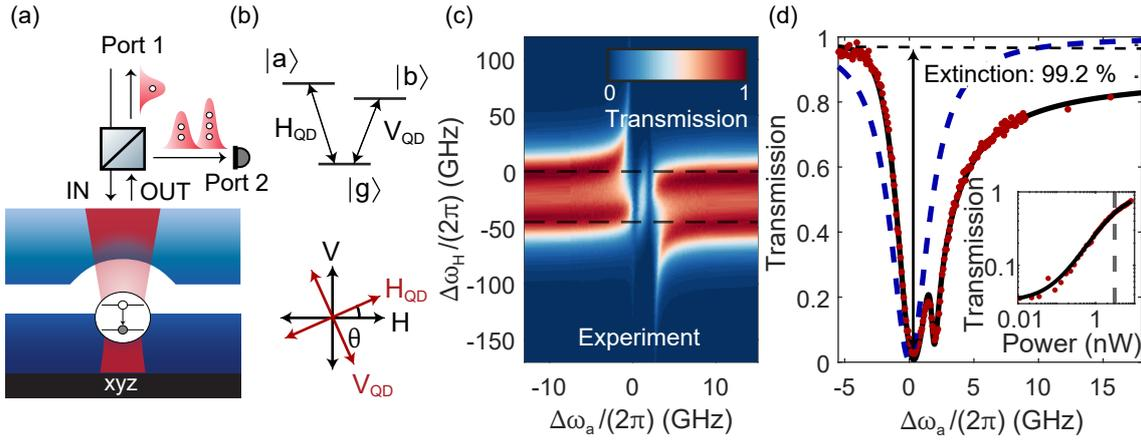 (a)
Port 1
Port 2
IN
OUT
xyz
(b)
|a⟩
|b⟩
H_QD
V_QD
|g⟩
V
H_QD
H
θ
V_QD
(c)
Δω_H/(2π) (GHz)
100
50
0
-50
-100
-150
0
1
Transmission
Experiment
-10
0
10
Δω_a/(2π) (GHz)
(d)
Transmission
1
0.8
0.6
0.4
0.2
0
Extinction: 99.2 %
-5
0
5
10
15
Δω_a/(2π) (GHz)
Transmission
1
0.1
0.01
1
Power (nW)